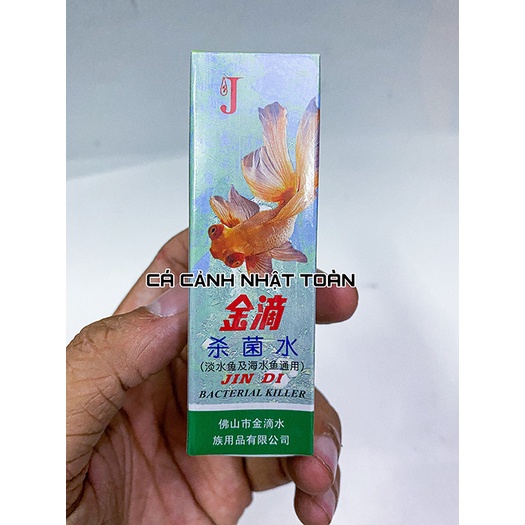 J
CÁ CẢNH NHẬT TOÀN
金滴
杀菌水
(淡水鱼及海水鱼通用)
JIN DI
BACTERIAL KILLER
佛山市金滴水
族用品有限公司